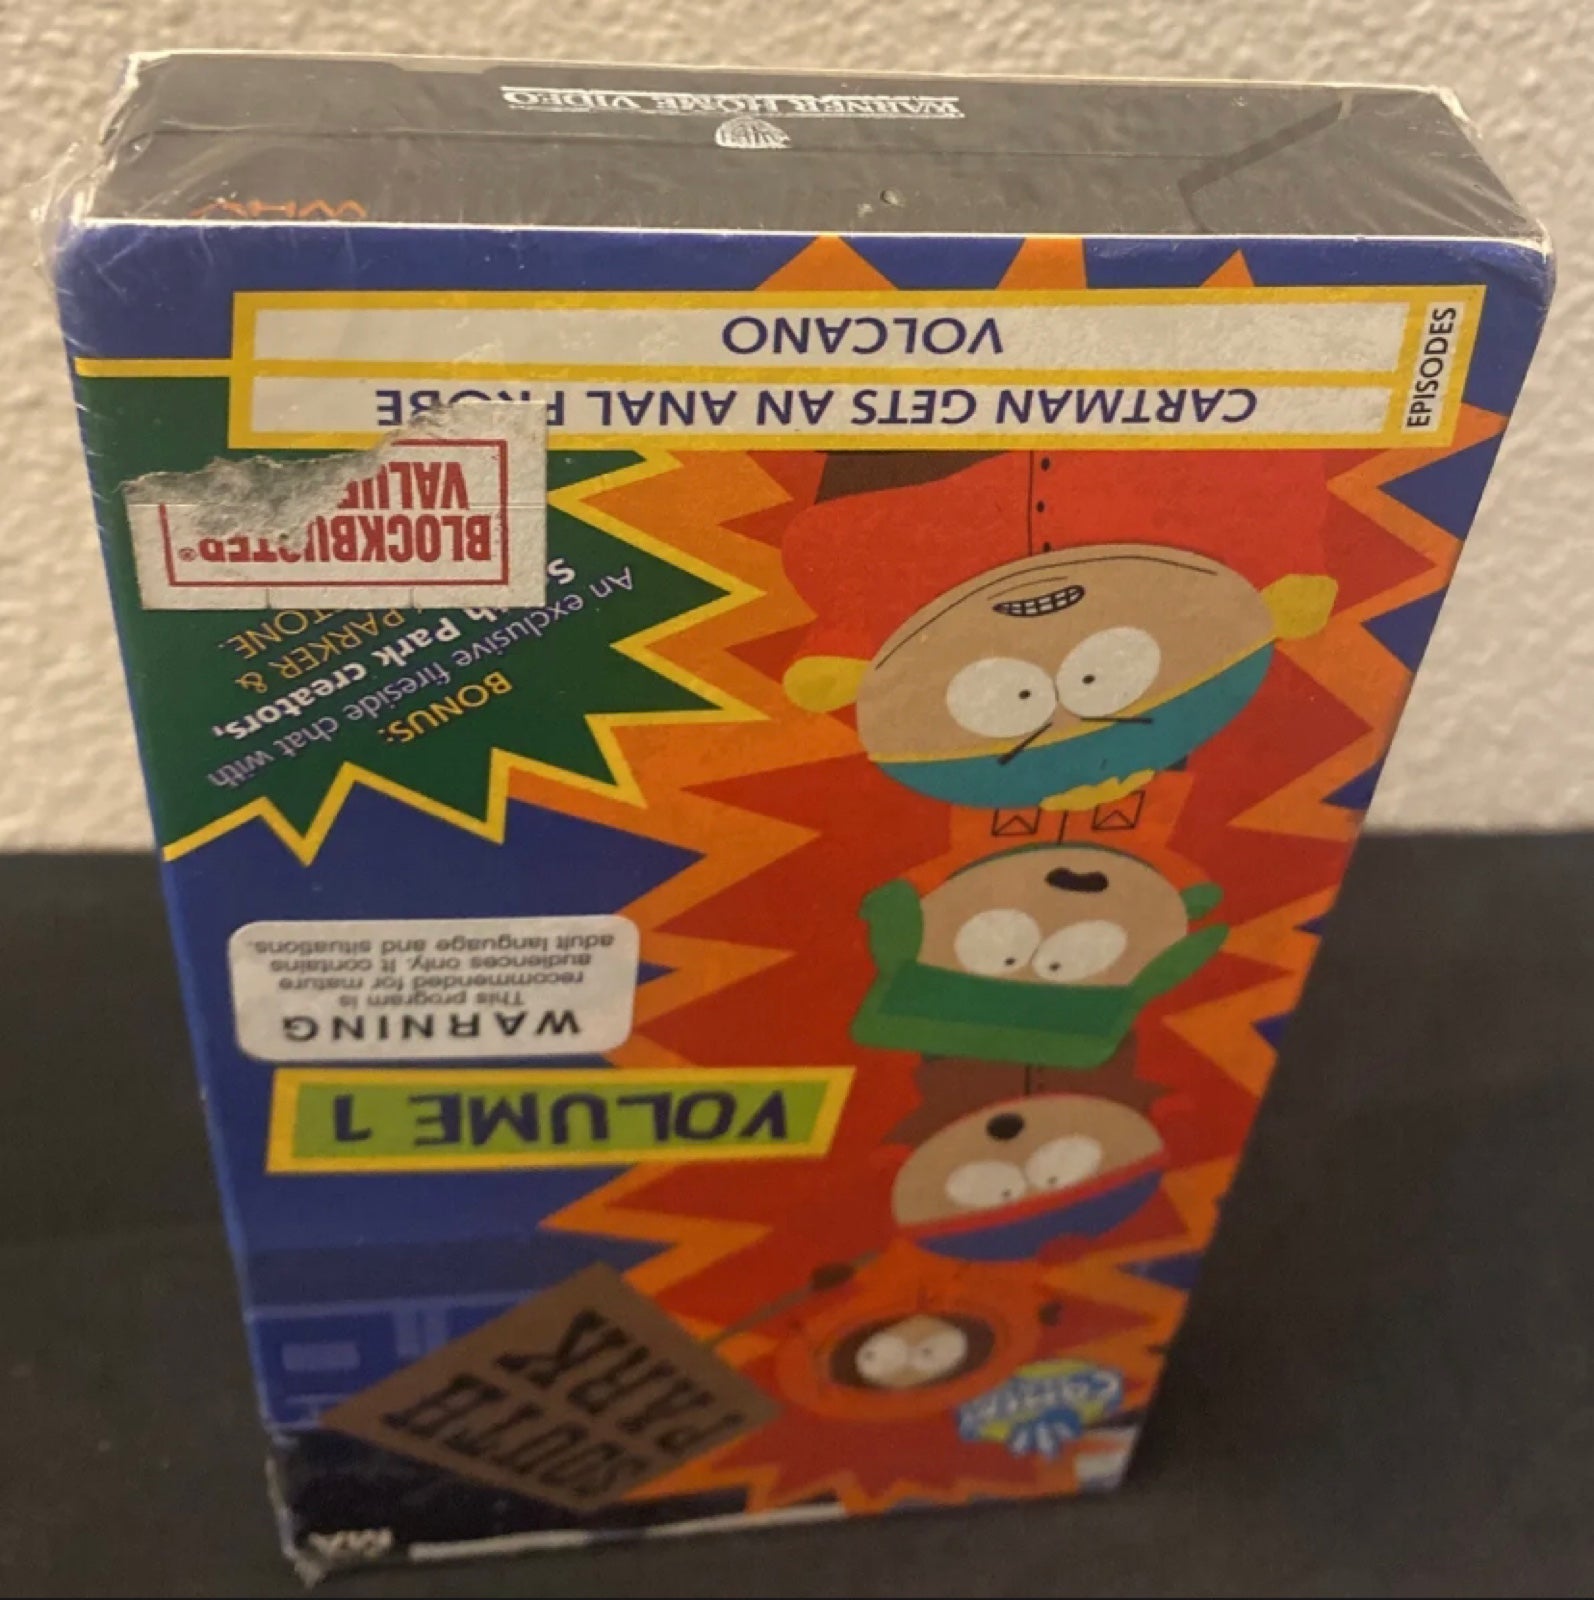 SOUTH
PARK
VOLUME 1
WARNING
This program is
recommended for mature
audiences only. It contains
adult language and situations.
BONUS:
An exclusive fireside chat with
Park creators,
PARKER &
BLOCKBUSTER®
VALUE
EPISODES
CARTMAN GETS AN ANAL PROBE
VOLCANO
WHV
WARNER HOME VIDEO